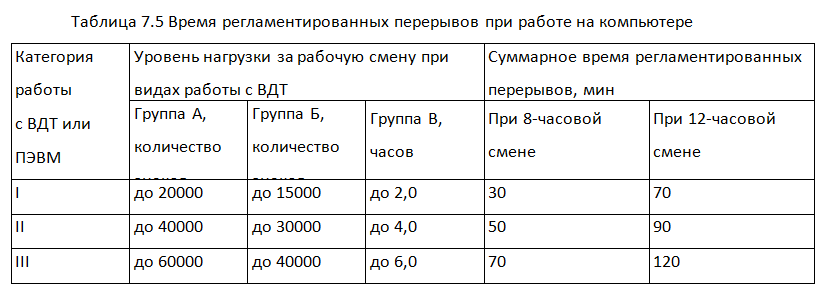 Таблица 7.5 Время регламентированных перерывов при работе на компьютере
Категория работы с ВДТ или ПЭВМ
Уровень нагрузки за рабочую смену при
видах работы с ВДТ
Суммарное время регламентированных
перерывов, мин
Группа А,
количество
Группа Б,
количество
Группа В,
часов
При 8-часовой
смене
При 12-часовой
смене
I до 20000 до 15000 до 2,0 30 70
II до 40000 до 30000 до 4,0 50 90
III до 60000 до 40000 до 6,0 70 120